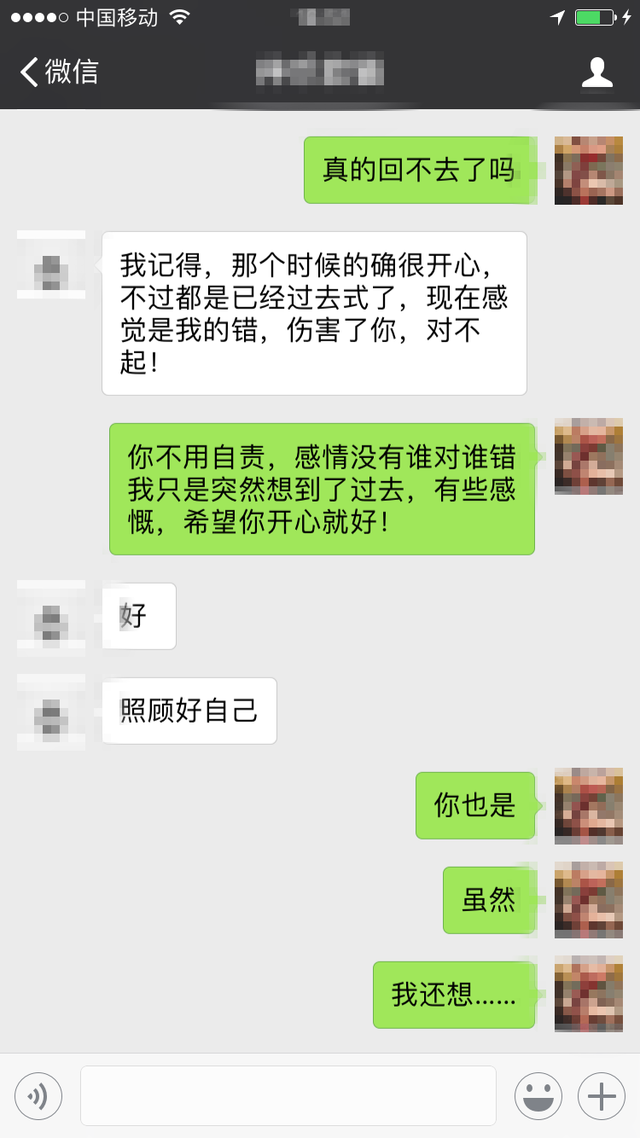 中国移动
微信
真的回不去了吗
我记得，那个时候的确很开心，
不过都是已经过去式了，现在感
觉是我的错，伤害了你，对不
起！
你不用自责，感情没有谁对谁错
我只是突然想到了过去，有些感
慨，希望你开心就好！
好
照顾好自己
你也是
虽然
我还想......